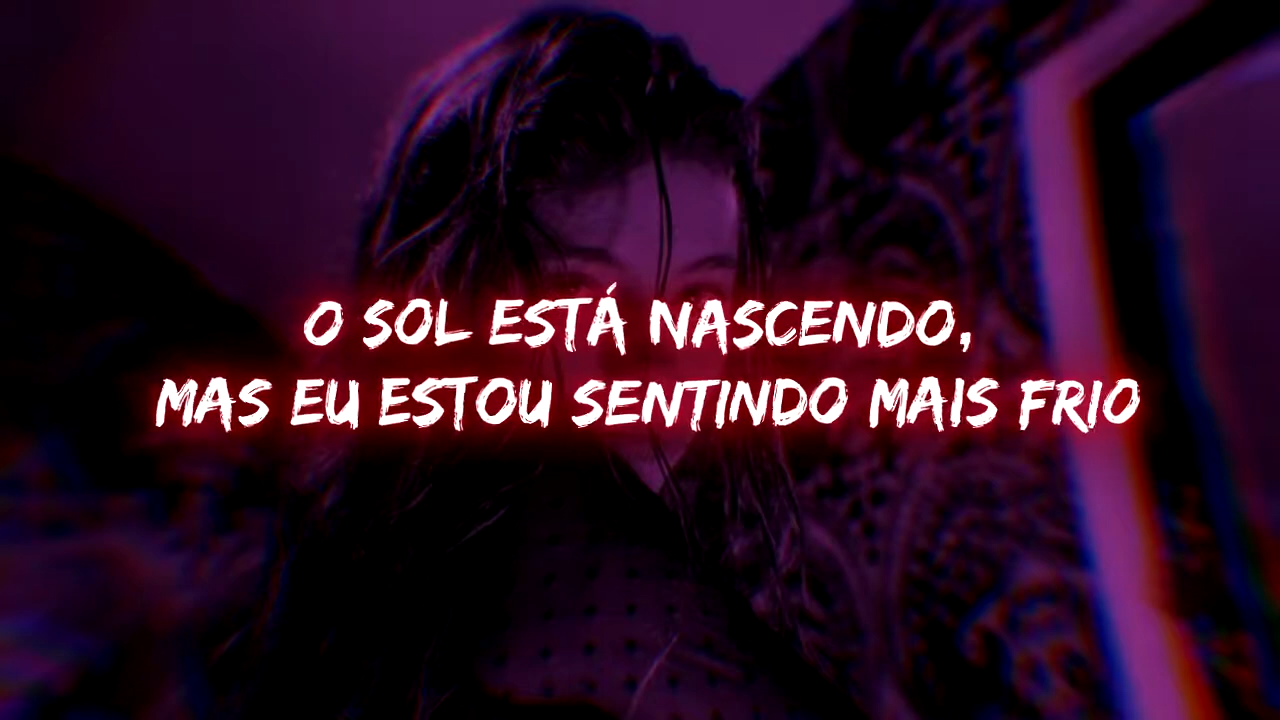 O SOL ESTÁ NASCENDO,
MAS EU ESTOU SENTINDO MAIS FRIO